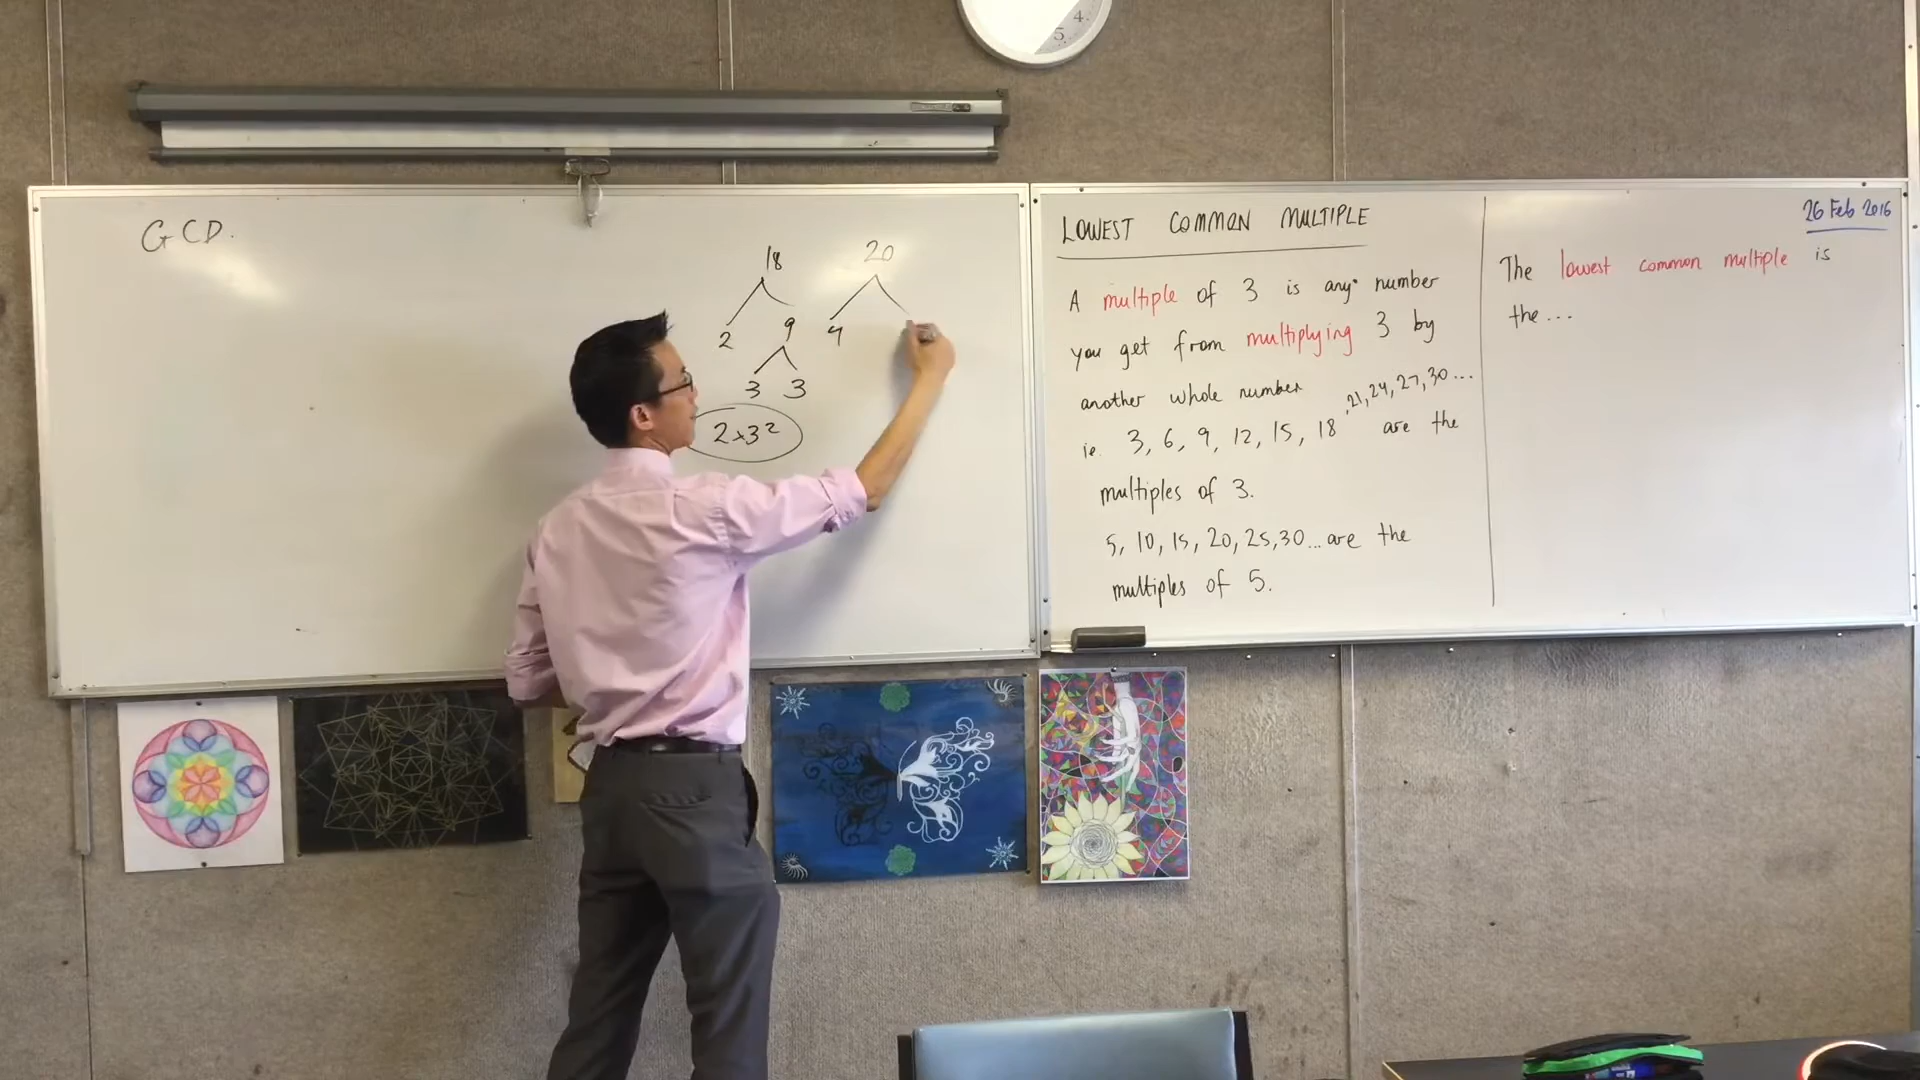 4.
5
GCD.
18
20
2 9
4
3 3
2x3²
LOWEST COMMON MULTIPLE
A multiple of 3 is any number
you get from multiplying 3 by
another whole number
, 21, 24, 27, 30...
ie. 3, 6, 9, 12, 15, 18 are the
multiples of 3.
5, 10, 15, 20, 25, 30... are the
multiples of 5.
26 Feb 2016
The lowest common multiple is
the...